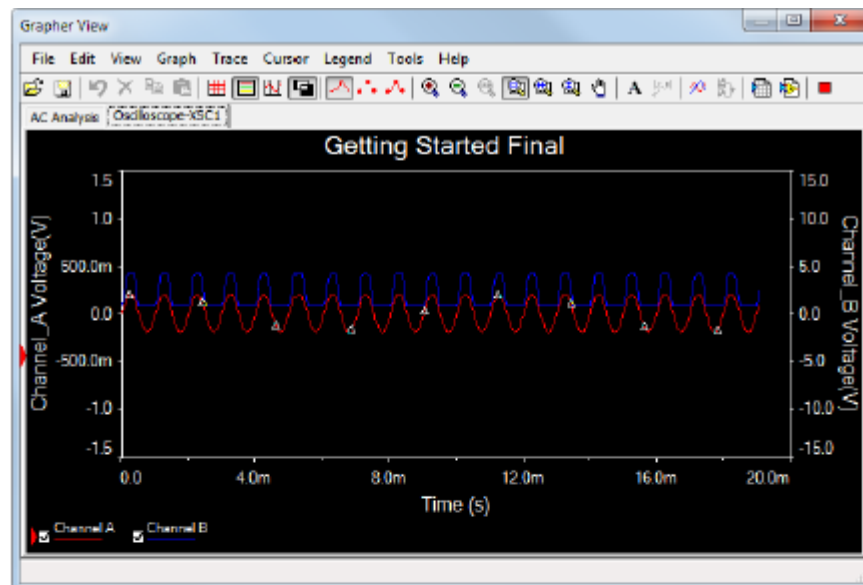 Grapher View
File Edit View Graph Trace Cursor Legend Tools Help
A
AC Analysis Oscilloscope-XSC1
Getting Started Final
Channel_A Voltage(V)
1.5
1.0
500.0m
0.0
-500.0m
-1.0
-1.5
15.0
10.0
5.0
0.0
-5.0
-10.0
-15.0
Channel_B Voltage(V)
0.0 4.0m 8.0m 12.0m 16.0m 20.0m
Time (s)
Channel A Channel B